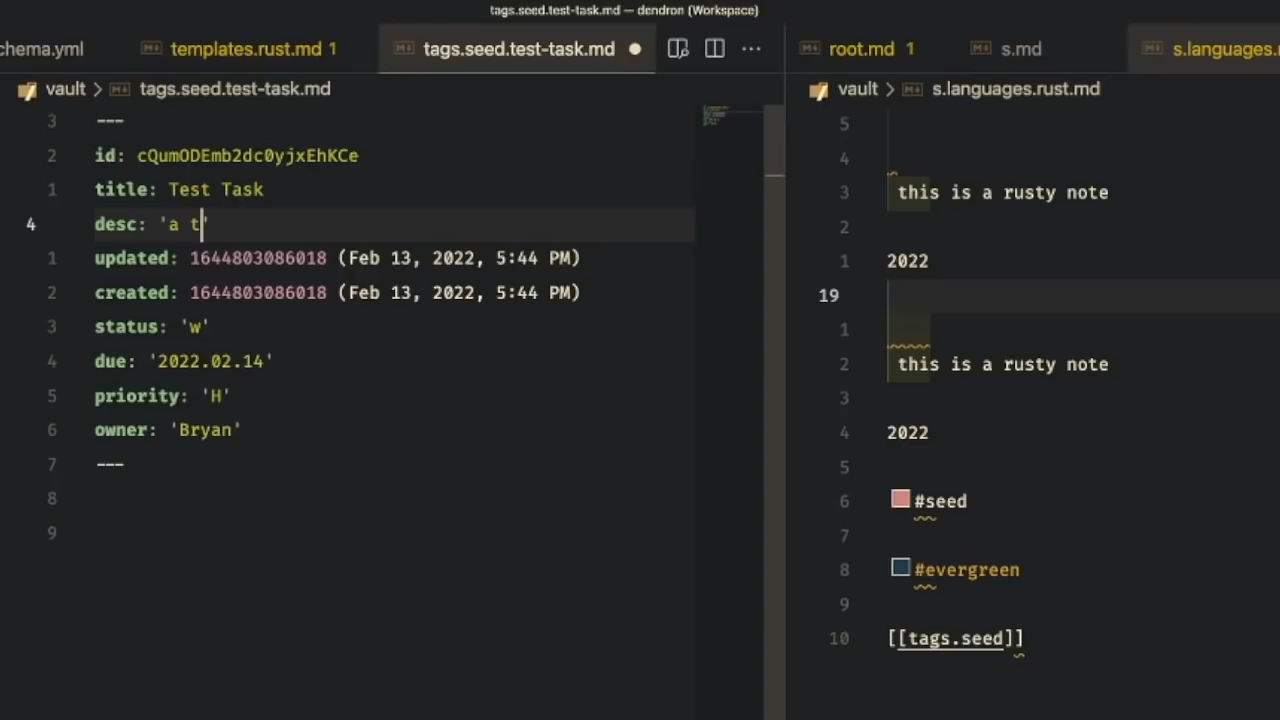 tags.seed.test-task.md — dendron (Workspace)
chema.yml
templates.rust.md 1
tags.seed.test-task.md
root.md 1
s.md
s.languages.
vault > tags.seed.test-task.md
3 ---
2 id: cQumODEmb2dc0yjxEhKCe
1 title: Test Task
4 desc: 'a t'
1 updated: 1644803086018 (Feb 13, 2022, 5:44 PM)
2 created: 1644803086018 (Feb 13, 2022, 5:44 PM)
3 status: 'w'
4 due: '2022.02.14'
5 priority: 'H'
6 owner: 'Bryan'
7 ---
8
9
vault > s.languages.rust.md
5
4
3 this is a rusty note
2
1 2022
19
1
2 this is a rusty note
3
4 2022
5
6 #seed
7
8 #evergreen
9
10 [[tags.seed]]